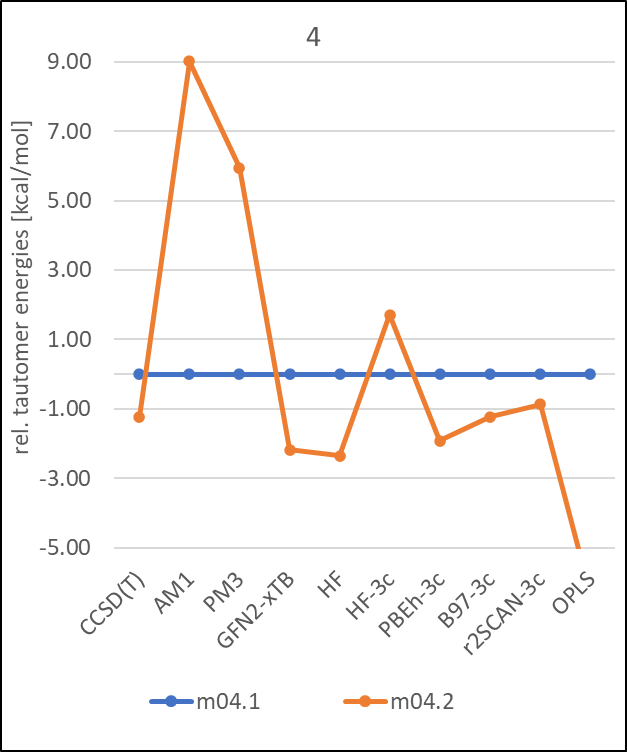 4
rel. tautomer energies [kcal/mol]
9.00
7.00
5.00
3.00
1.00
-1.00
-3.00
-5.00
CCSD(T)
AM1
PM3
GFN2-xTB
HF
HF-3c
PBEh-3c
B97-3c
r2SCAN-3c
OPLS
m04.1
m04.2